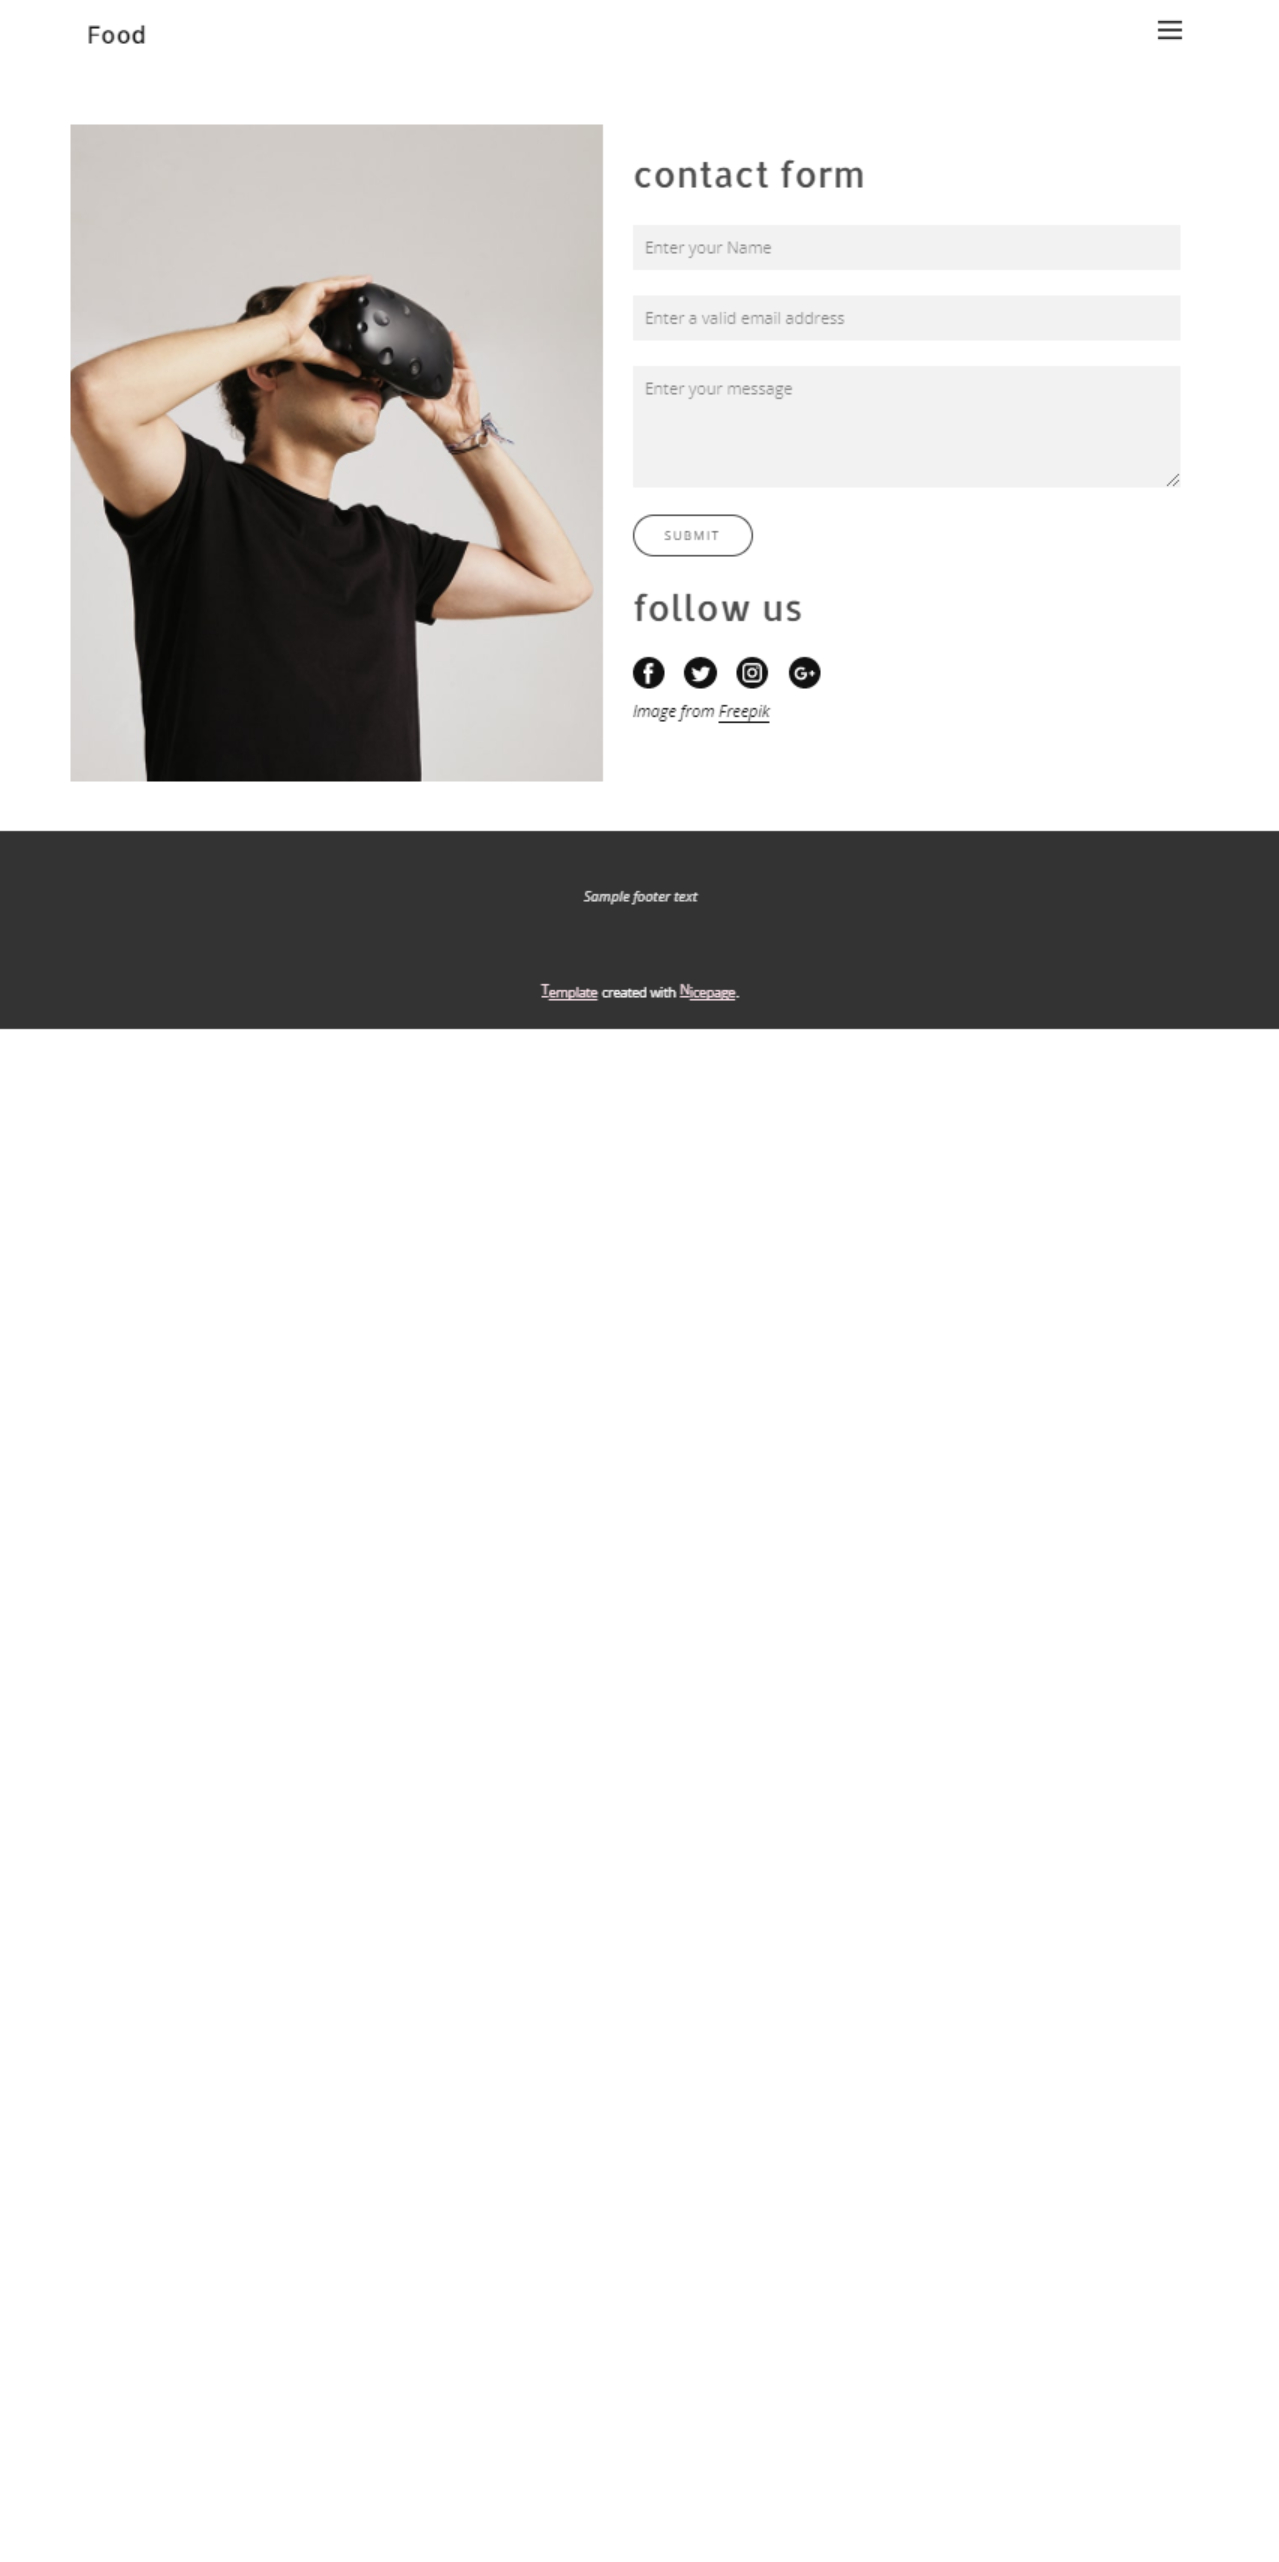 Food
contact form
Enter your Name
Enter a valid email address
Enter your message
SUBMIT
follow us
Image from Freepik
Sample footer text
Template created with Nicepage.